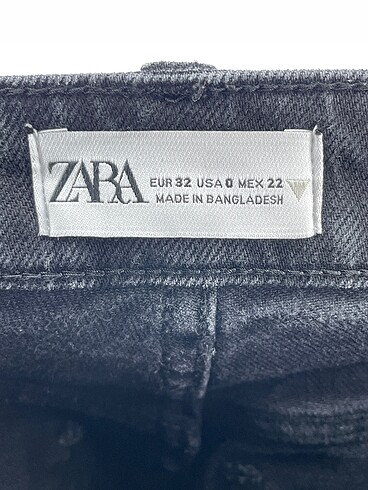 ZARA
EUR 32 USA 0 MEX 22
MADE IN BANGLADESH